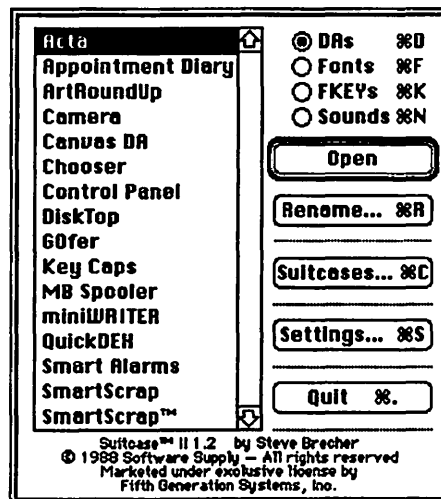 Acta
Appointment Diary
ArtRoundUp
Camera
Canvas DA
Chooser
Control Panel
DiskTop
GOfer
Key Caps
MB Spooler
miniWRITER
QuickDEX
Smart Alarms
SmartScrap
SmartScrap™
DAs ⌘D
Fonts ⌘F
FKEYs ⌘K
Sounds ⌘N
Open
Rename... ⌘R
Suitcases... ⌘C
Settings... ⌘S
Quit ⌘.
Suitcase™ II 1.2 by Steve Brecher
© 1988 Software Supply — All rights reserved
Marketed under exclusive license by
Fifth Generation Systems, Inc.